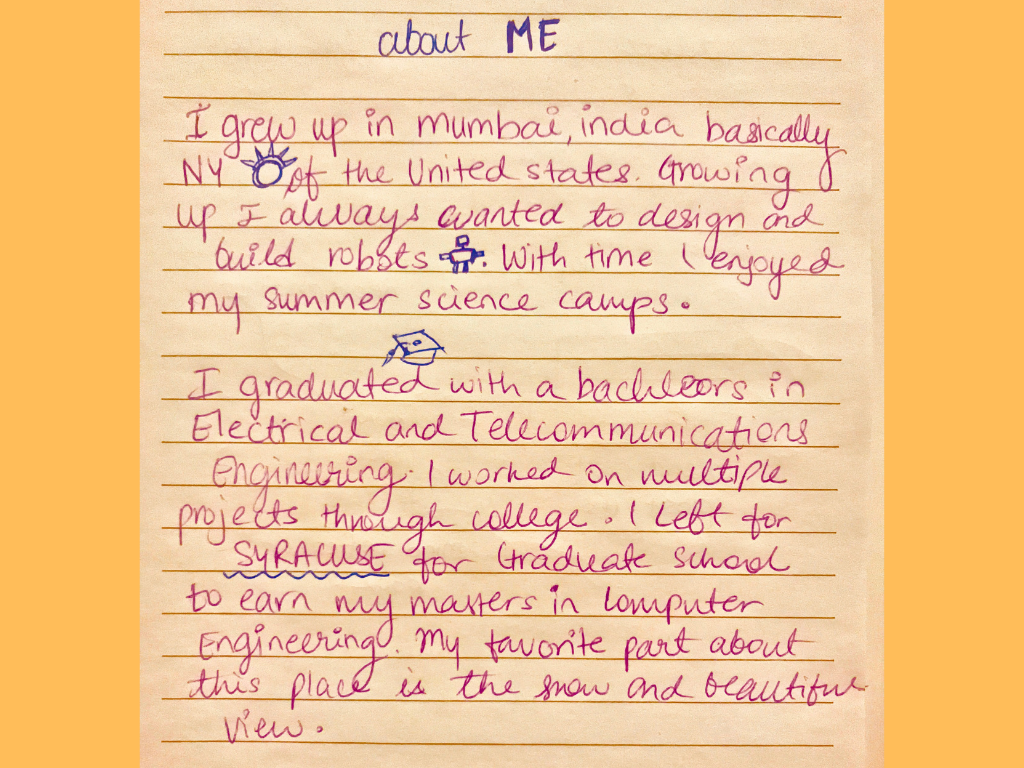 about ME
I grew up in mumbai, india basically
NY of the United states. Growing
up I always wanted to design and
build robots . With time I enjoyed
my summer science camps.
I graduated with a bachleors in
Electrical and Telecommunications
Engineering. I worked on multiple
projects through college. I left for
SYRACUSE for Graduate school
to earn my masters in Computer
Engineering. My favorite part about
this place is the snow and beautiful
view.